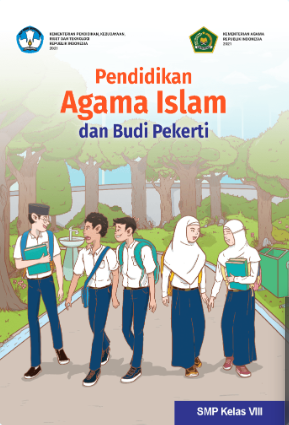 KEMENTERIAN PENDIDIKAN, KEBUDAYAAN,
RISET DAN TEKNOLOGI
REPUBLIK INDONESIA
2021
KEMENTERIAN AGAMA
REPUBLIK INDONESIA
2021
Pendidikan
Agama Islam
dan Budi Pekerti
SMP Kelas VIII